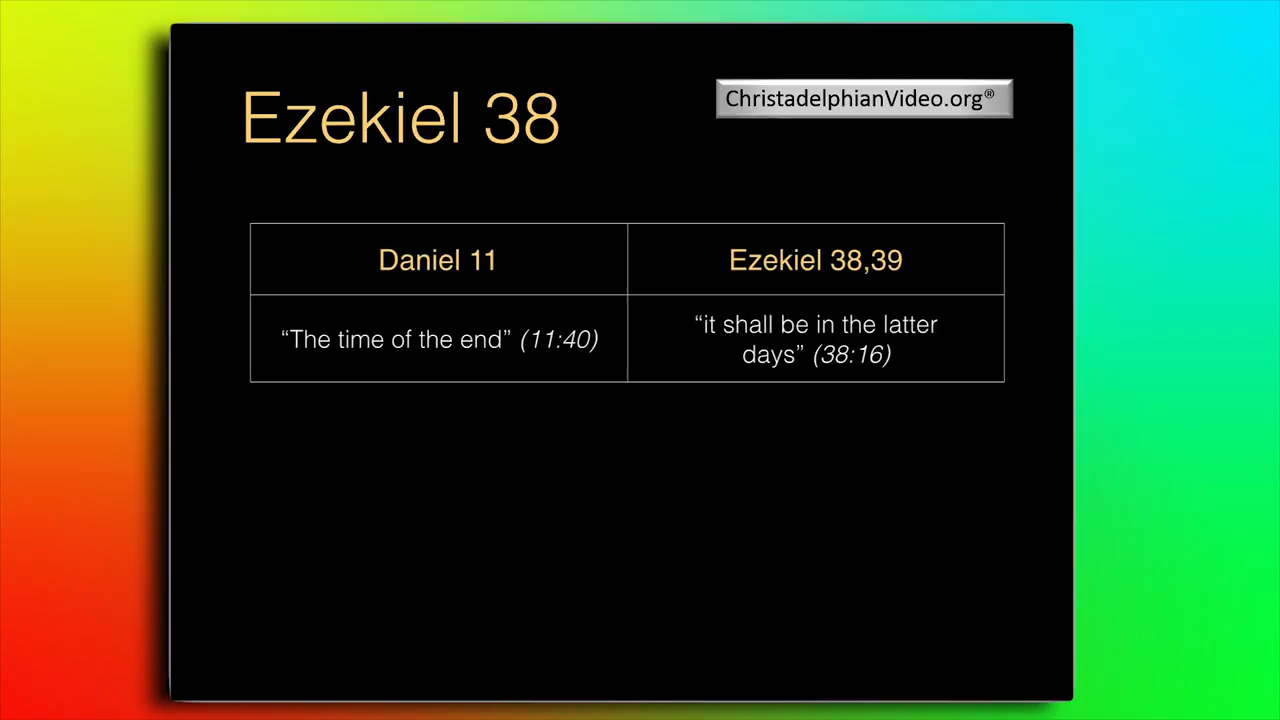 Ezekiel 38
ChristadelphianVideo.org®
Daniel 11
Ezekiel 38,39
“The time of the end” (11:40)
“it shall be in the latter
days” (38:16)